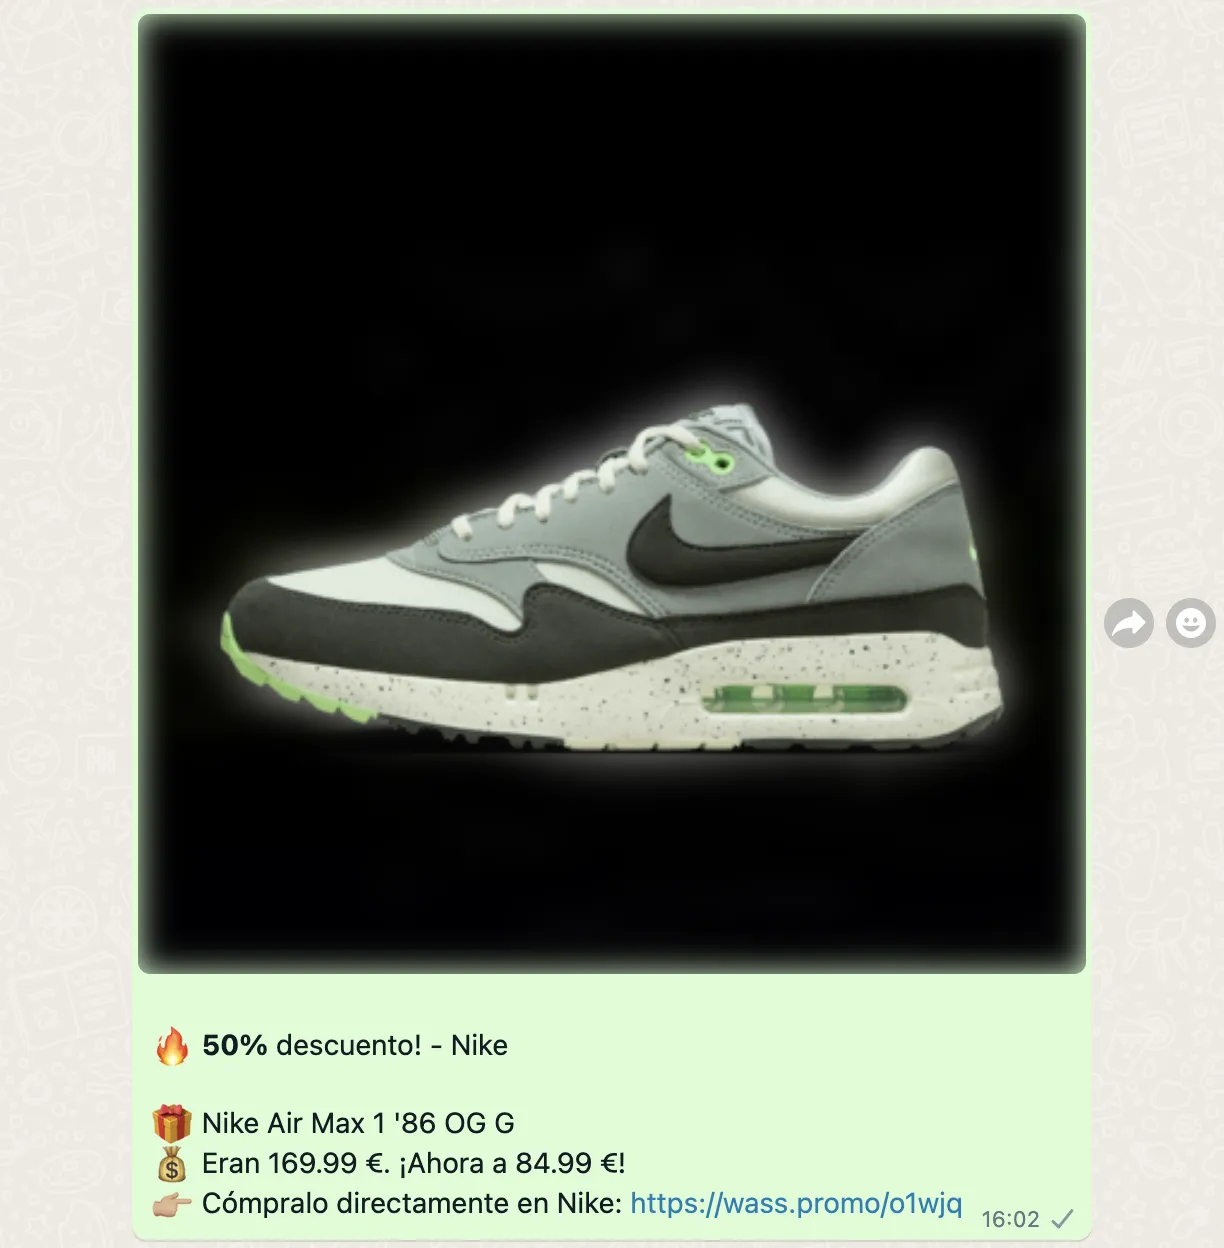 🔥 50% descuento! - Nike
🎁 Nike Air Max 1 '86 OG G
💰 Eran 169.99 €. ¡Ahora a 84.99 €!
👉🏼 Cómpralo directamente en Nike: https://wass.promo/o1wjq
16:02